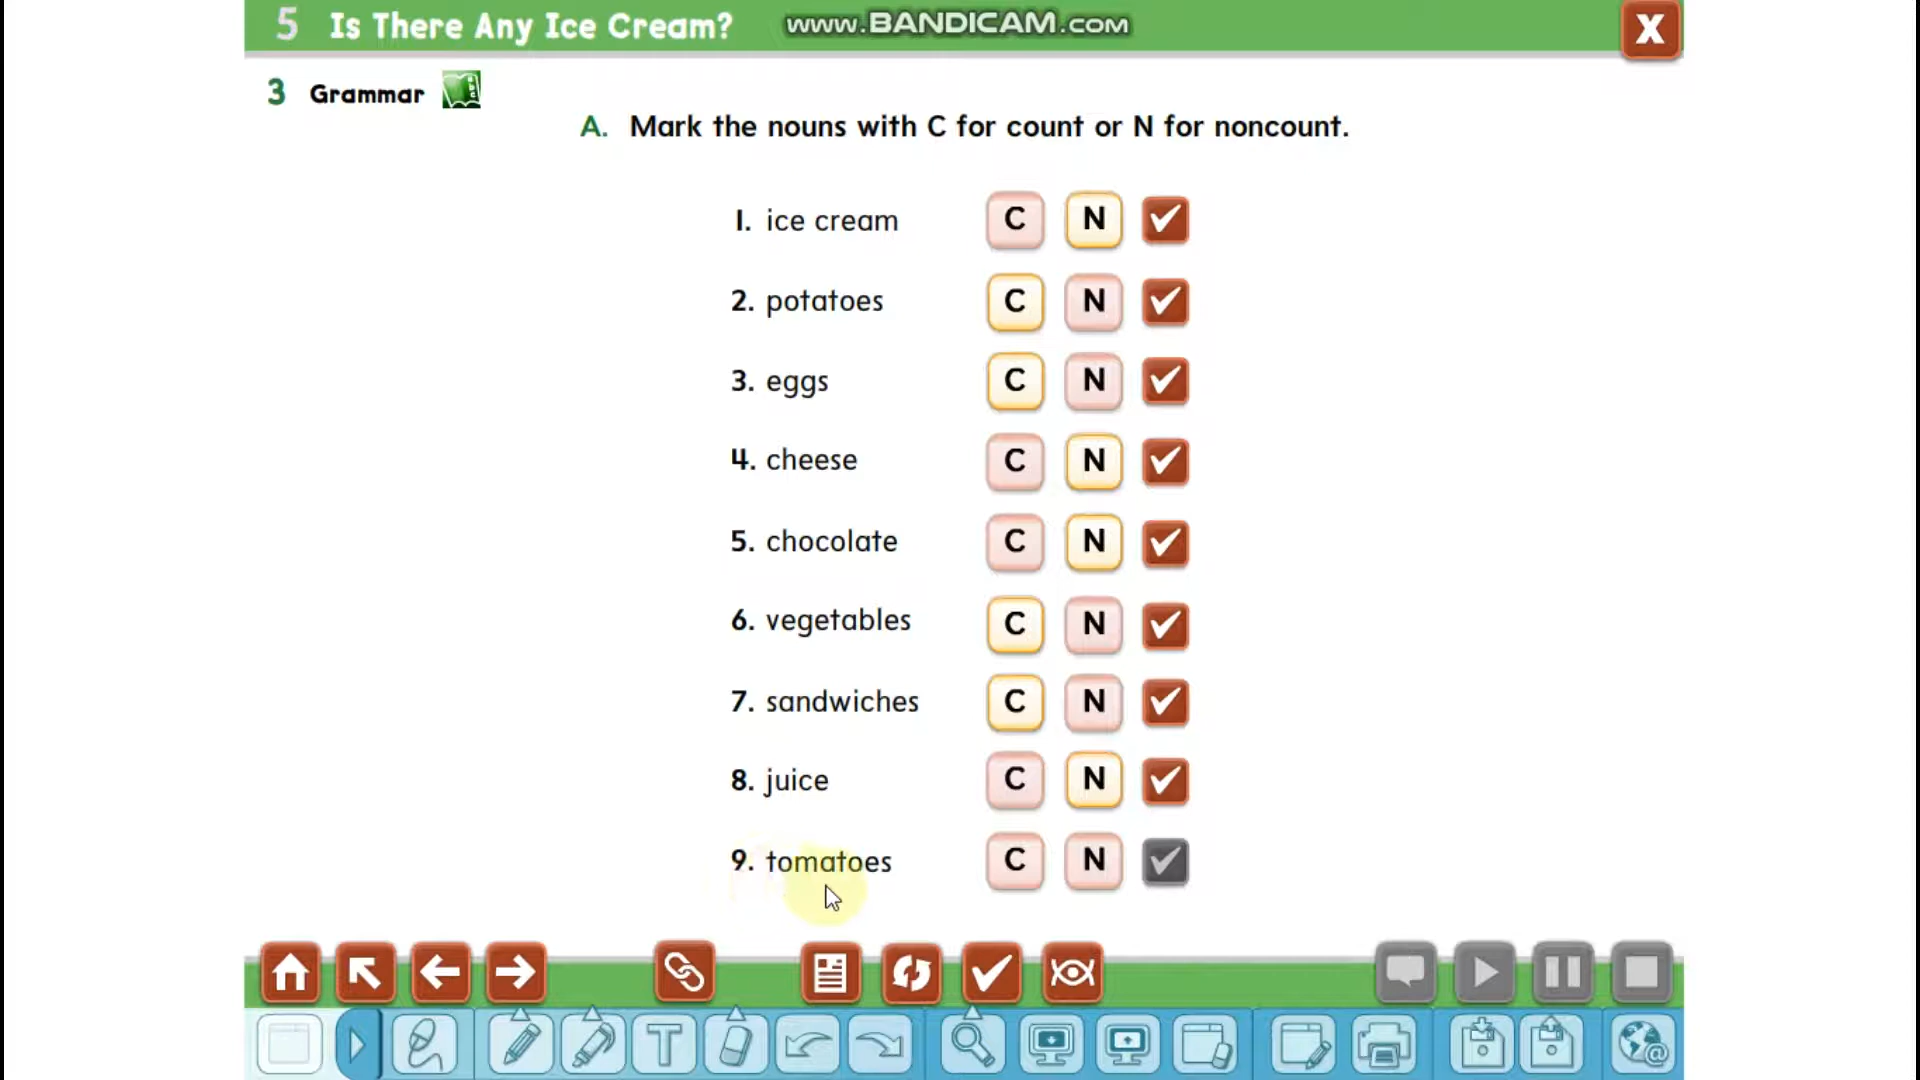 5 Is There Any Ice Cream? www.BANDICAM.com X
3 Grammar
A. Mark the nouns with C for count or N for noncount.
1. ice cream C N
2. potatoes C N
3. eggs C N
4. cheese C N
5. chocolate C N
6. vegetables C N
7. sandwiches C N
8. juice C N
9. tomatoes C N
T @